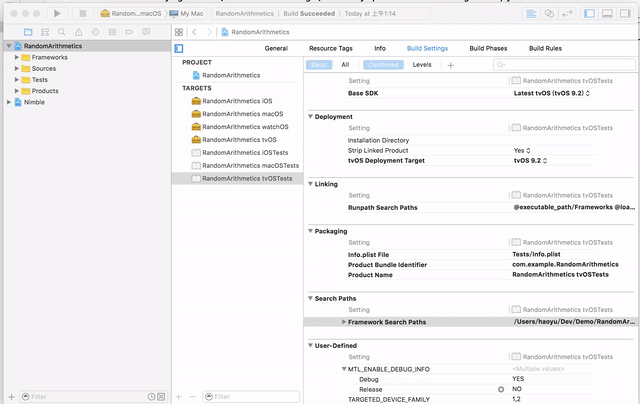 Random...macOS
My Mac
RandomArithmetics
Build Succeeded
Today at 上午1:14
RandomArithmetics
Frameworks
Sources
Tests
Products
Nimble
Filter
RandomArithmetics
General
Resource Tags
Info
Build Settings
Build Phases
Build Rules
PROJECT
RandomArithmetics
TARGETS
RandomArithmetics iOS
RandomArithmetics macOS
RandomArithmetics watchOS
RandomArithmetics tvOS
RandomArithmetics iOSTests
RandomArithmetics macOSTests
RandomArithmetics tvOSTests
Filter
Basic
All
Combined
Levels
Setting
RandomArithmetics tvOSTests
Base SDK
Latest tvOS (tvOS 9.2)
Deployment
Setting
RandomArithmetics tvOSTests
Installation Directory
Strip Linked Product
Yes
tvOS Deployment Target
tvOS 9.2
Linking
Setting
RandomArithmetics tvOSTests
Runpath Search Paths
@executable_path/Frameworks @loa...
Packaging
Setting
RandomArithmetics tvOSTests
Info.plist File
Tests/Info.plist
Product Bundle Identifier
com.example.RandomArithmetics
Product Name
RandomArithmetics tvOSTests
Search Paths
Setting
RandomArithmetics tvOSTests
Framework Search Paths
/Users/haoyu/Dev/Demo/RandomAr...
User-Defined
Setting
RandomArithmetics tvOSTests
MTL_ENABLE_DEBUG_INFO
<Multiple values>
Debug
YES
Release
NO
TARGETED_DEVICE_FAMILY
1,2